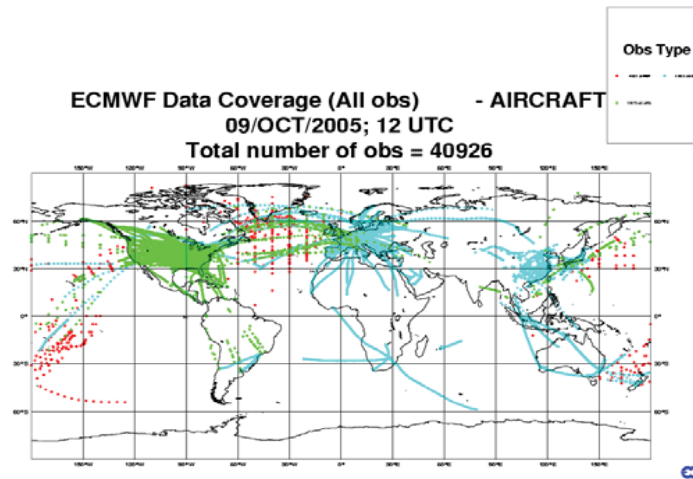 Obs Type
ECMWF Data Coverage (All obs) - AIRCRAFT
09/OCT/2005; 12 UTC
Total number of obs = 40926
150°W 120°W 90°W 60°W 30°W 0° 30°E 60°E 90°E 120°E 150°E
60°N 60°N
30°N 30°N
0° 0°
30°S 30°S
60°S 60°S
150°W 120°W 90°W 60°W 30°W 0° 30°E 60°E 90°E 120°E 150°E